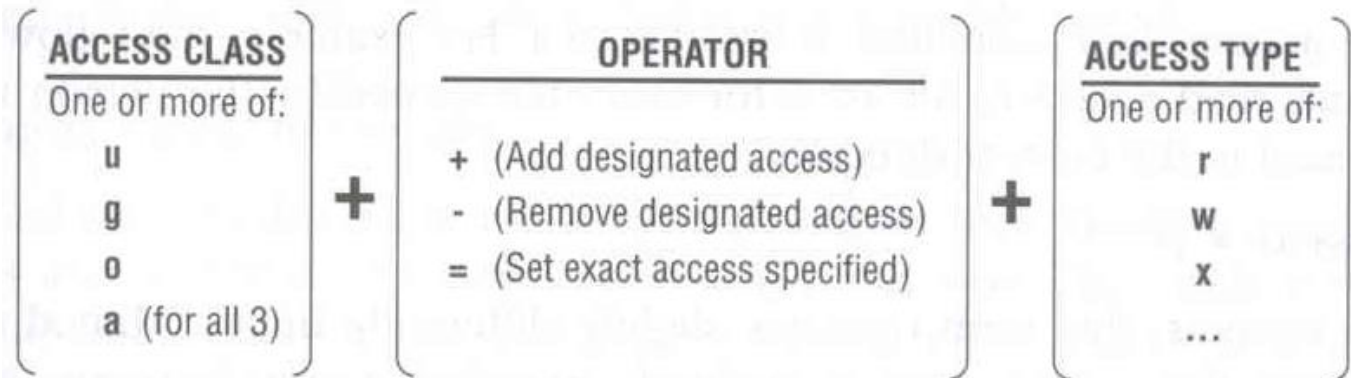 ACCESS CLASS
One or more of:
u
g
o
a (for all 3)
+
OPERATOR
+ (Add designated access)
- (Remove designated access)
= (Set exact access specified)
+
ACCESS TYPE
One or more of:
r
w
x
...